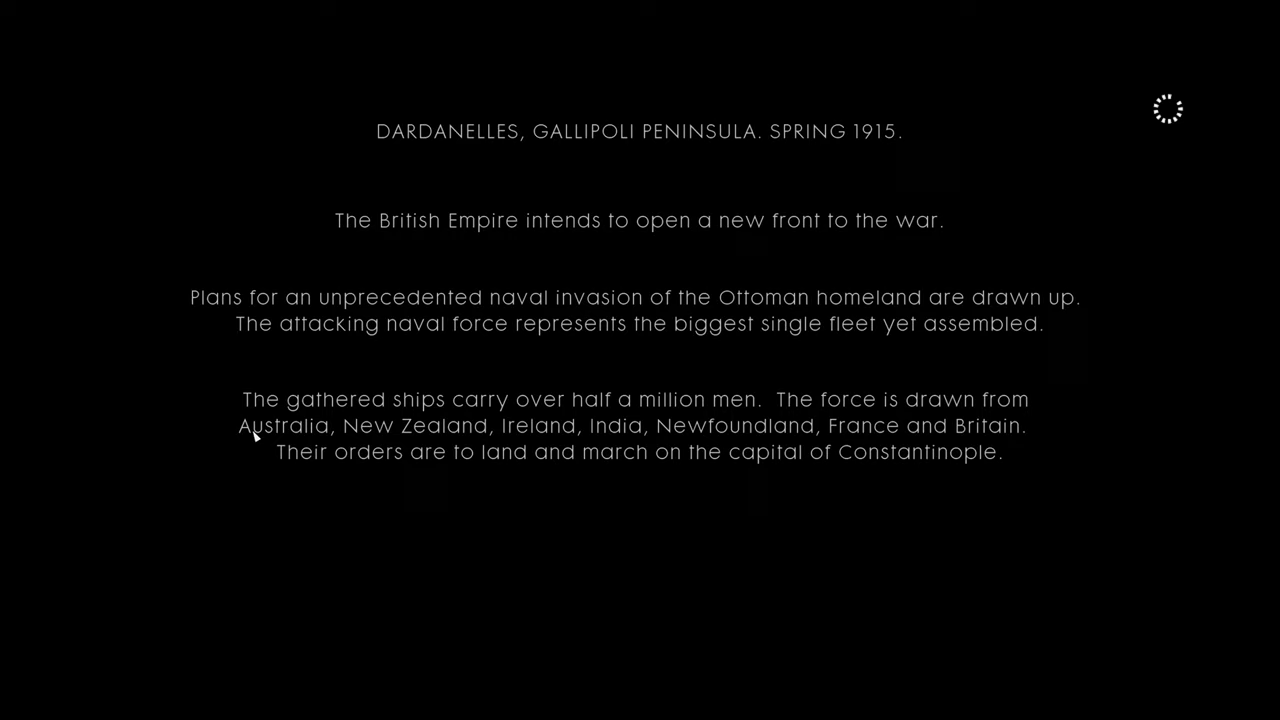 DARDANELLES, GALLIPOLI PENINSULA. SPRING 1915.
The British Empire intends to open a new front to the war.
Plans for an unprecedented naval invasion of the Ottoman homeland are drawn up.
The attacking naval force represents the biggest single fleet yet assembled.
The gathered ships carry over half a million men.  The force is drawn from
Australia, New Zealand, Ireland, India, Newfoundland, France and Britain.
Their orders are to land and march on the capital of Constantinople.